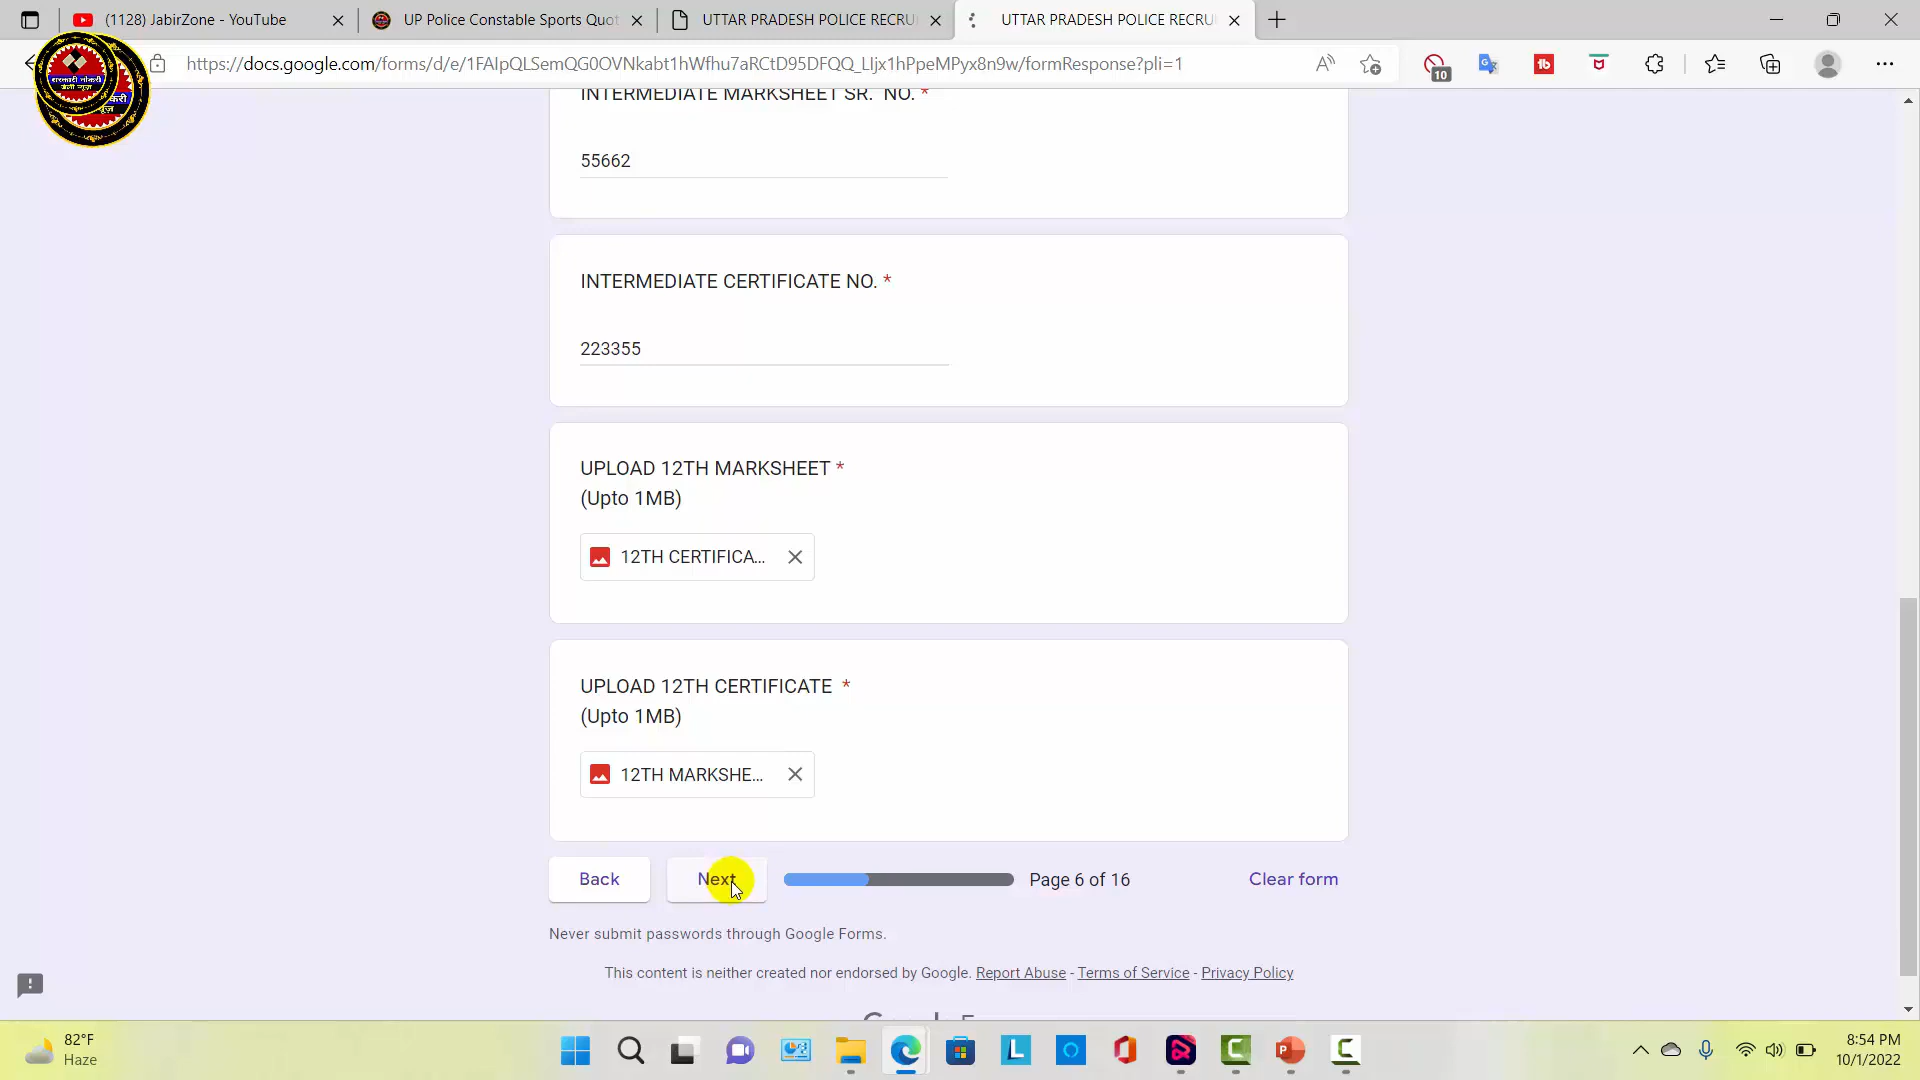 (1128) JabirZone - YouTube
UP Police Constable Sports Quot
UTTAR PRADESH POLICE RECRU
UTTAR PRADESH POLICE RECRU
https://docs.google.com/forms/d/e/1FAIpQLSemQG0OVNkabt1hWfhu7aRCtD95DFQQ_LIjx1hPpeMPyx8n9w/formResponse?pli=1
10
सरकारी नौकरी
INTERMEDIATE MARKSHEET SR. NO. *
55662
INTERMEDIATE CERTIFICATE NO. *
223355
UPLOAD 12TH MARKSHEET *
(Upto 1MB)
12TH CERTIFICA...
UPLOAD 12TH CERTIFICATE *
(Upto 1MB)
12TH MARKSHE...
Back
Next
Page 6 of 16
Clear form
Never submit passwords through Google Forms.
This content is neither created nor endorsed by Google. Report Abuse - Terms of Service - Privacy Policy
82°F
Haze
8:54 PM
10/1/2022